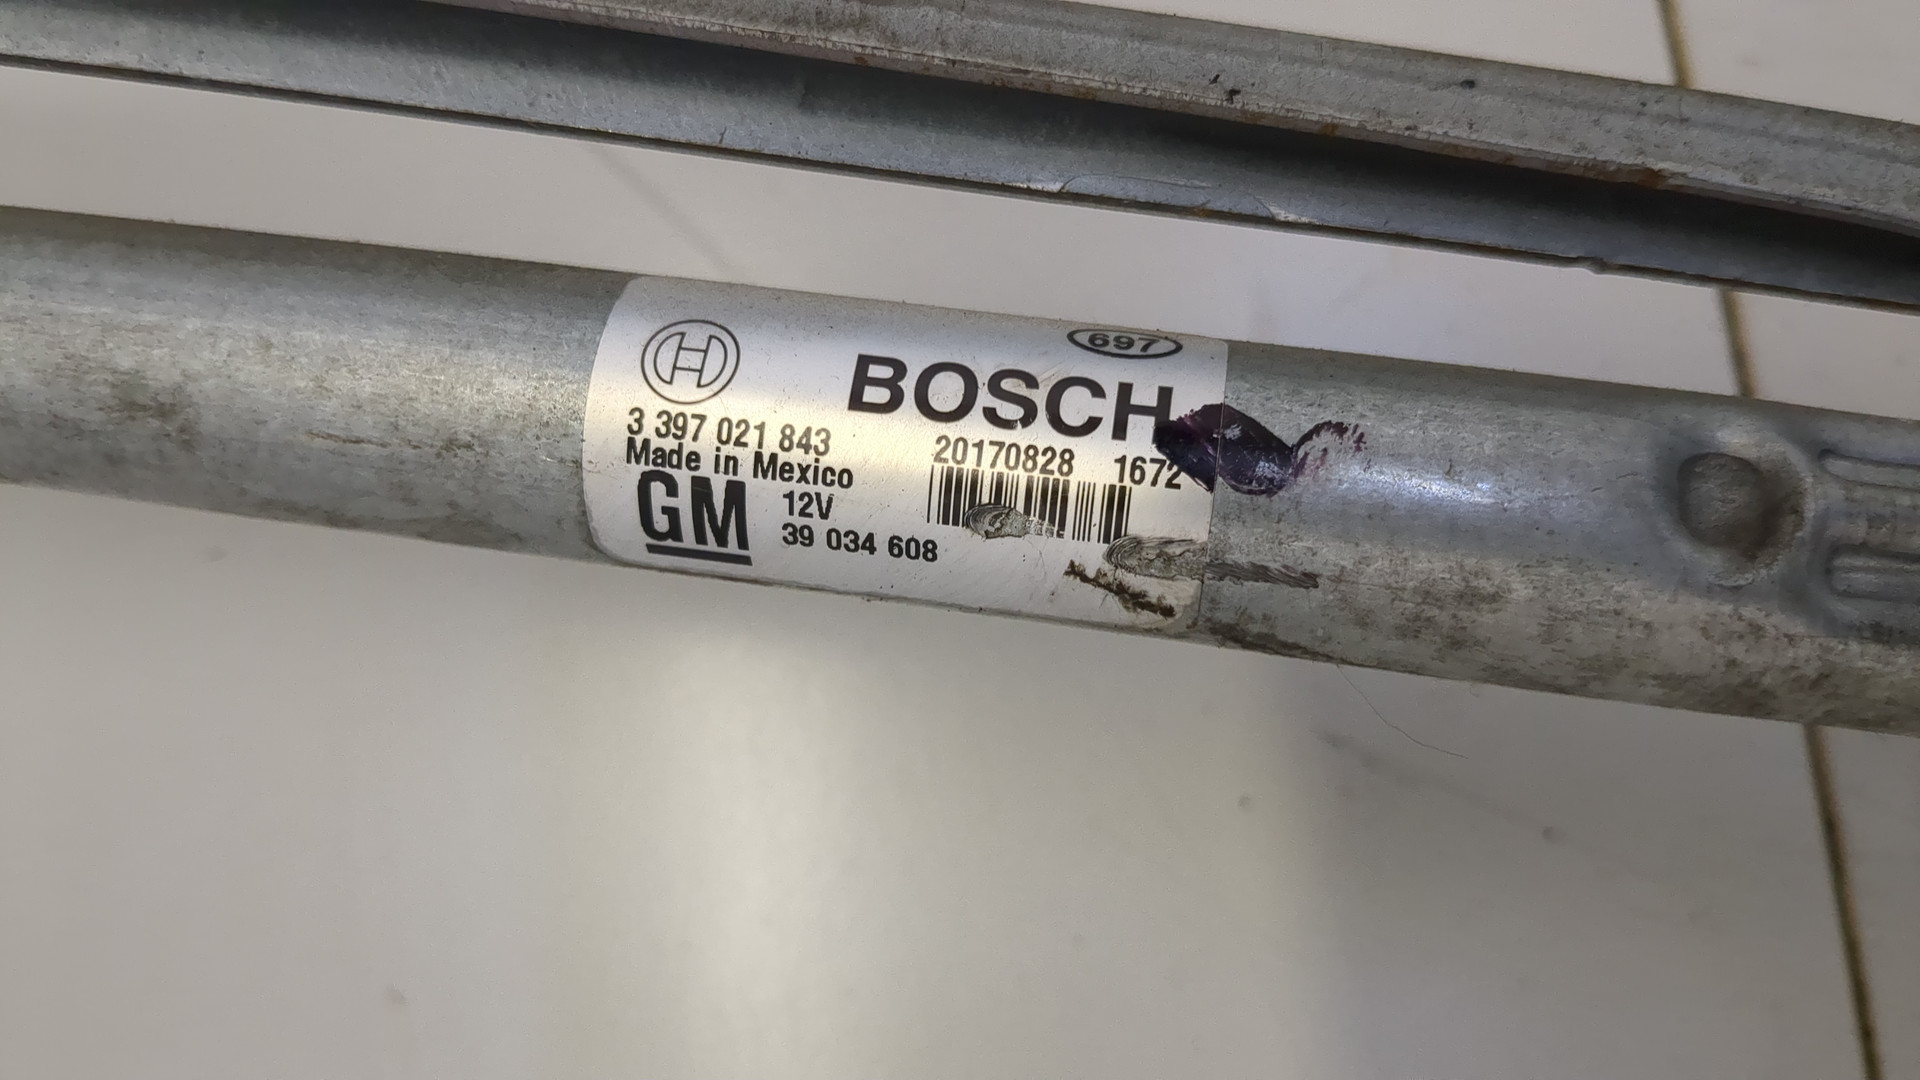 697
BOSCH
3 397 021 843
20170828 1672
Made in Mexico
GM
12V
39 034 608